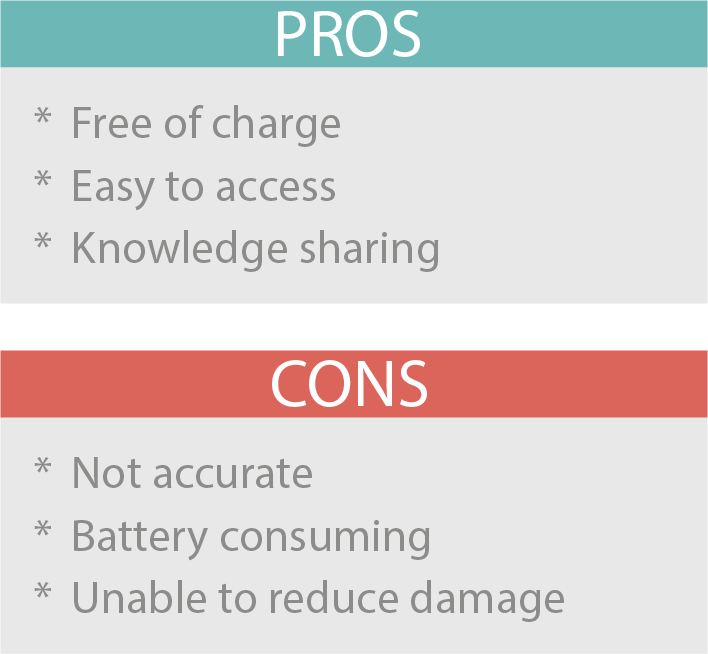 PROS
* Free of charge
* Easy to access
* Knowledge sharing
CONS
* Not accurate
* Battery consuming
* Unable to reduce damage